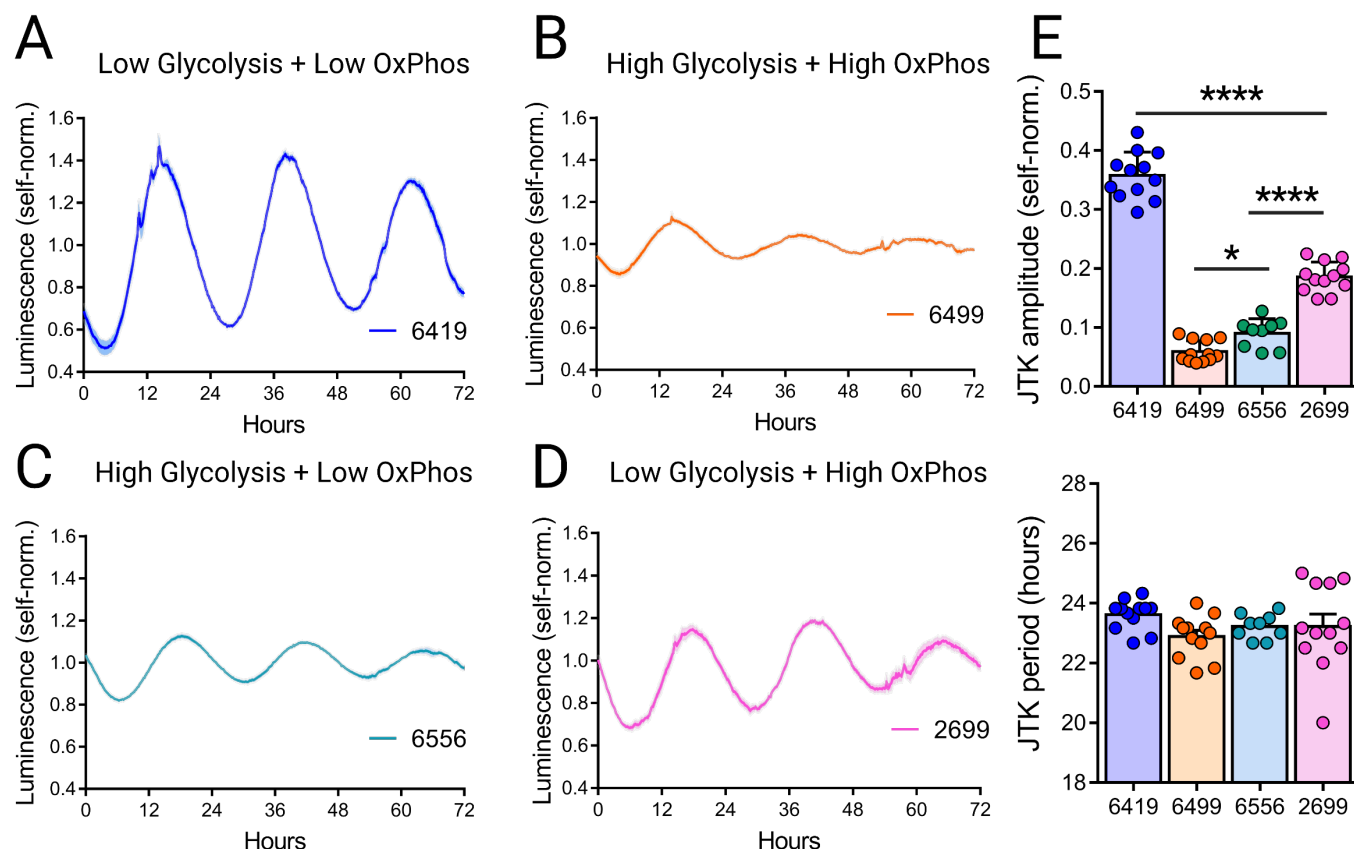 A
Low Glycolysis + Low OxPhos
Luminescence (self-norm.)
1.6
1.4
1.2
1.0
0.8
0.6
0.4
0 12 24 36 48 60 72
Hours
6419
B
High Glycolysis + High OxPhos
Luminescence (self-norm.)
1.6
1.4
1.2
1.0
0.8
0.6
0.4
0 12 24 36 48 60 72
Hours
6499
C
High Glycolysis + Low OxPhos
Luminescence (self-norm.)
1.6
1.4
1.2
1.0
0.8
0.6
0.4
0 12 24 36 48 60 72
Hours
6556
D
Low Glycolysis + High OxPhos
Luminescence (self-norm.)
1.6
1.4
1.2
1.0
0.8
0.6
0.4
0 12 24 36 48 60 72
Hours
2699
E
JTK amplitude (self-norm.)
0.5
0.4
0.3
0.2
0.1
0.0
****
****
*
6419 6499 6556 2699
JTK period (hours)
28
26
24
22
20
18
6419 6499 6556 2699